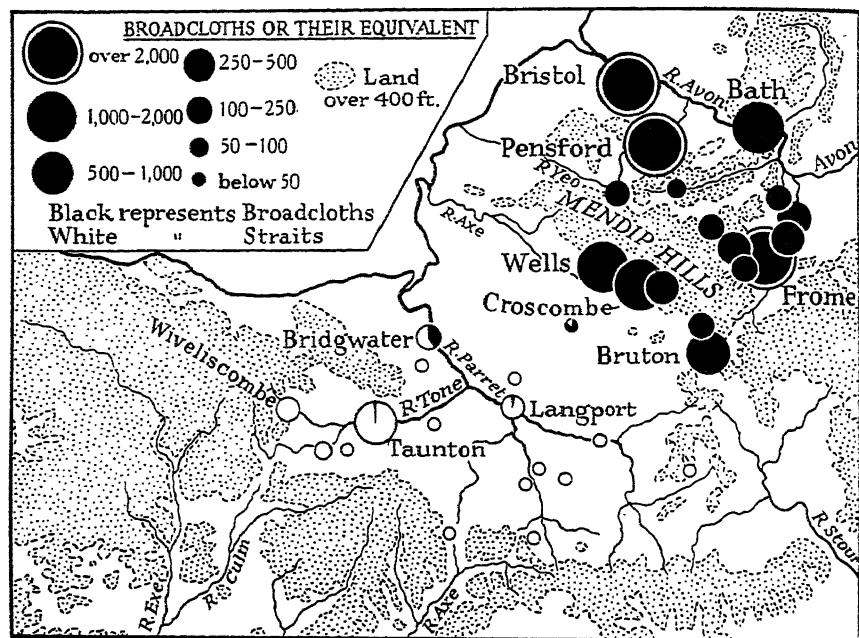 BROADCLOTHS OR THEIR EQUIVALENT
over 2,000
1,000-2,000
500-1,000
250-500
100-250
50-100
below 50
Land
over 400 ft.
Black represents Broadcloths
White " Straits
Bristol
R. Avon
Bath
Pensford
Avon
R. Yeo
MENDIP HILLS
R. Axe
Wells
Frome
Croscombe
Bruton
Wiveliscombe
Bridgwater
R. Parret
R. Tone
Langport
Taunton
R. Exe
R. Culm
R. Axe
R. Stour